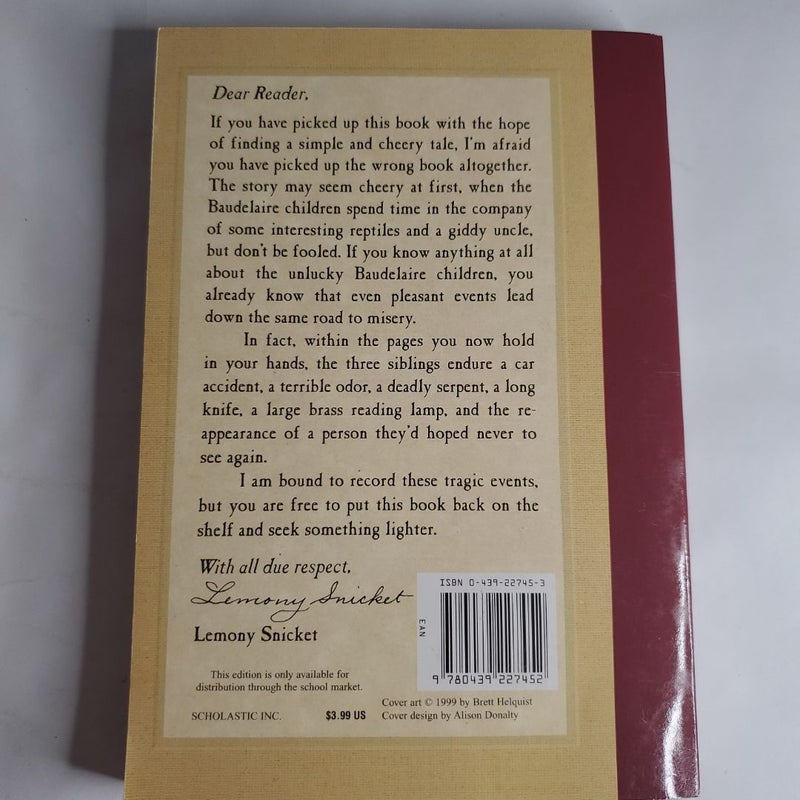 Dear Reader,
If you have picked up this book with the hope
of finding a simple and cheery tale, I'm afraid
you have picked up the wrong book altogether.
The story may seem cheery at first, when the
Baudelaire children spend time in the company
of some interesting reptiles and a giddy uncle,
but don't be fooled. If you know anything at all
about the unlucky Baudelaire children, you
already know that even pleasant events lead
down the same road to misery.
In fact, within the pages you now hold
in your hands, the three siblings endure a car
accident, a terrible odor, a deadly serpent, a long
knife, a large brass reading lamp, and the re-
appearance of a person they'd hoped never to
see again.
I am bound to record these tragic events,
but you are free to put this book back on the
shelf and seek something lighter.
With all due respect,
Lemony Snicket
Lemony Snicket
This edition is only available for
distribution through the school market.
SCHOLASTIC INC.
$3.99 US
ISBN 0-439-22745-3
EAN
9 780439 227452
Cover art © 1999 by Brett Helquist
Cover design by Alison Donalty